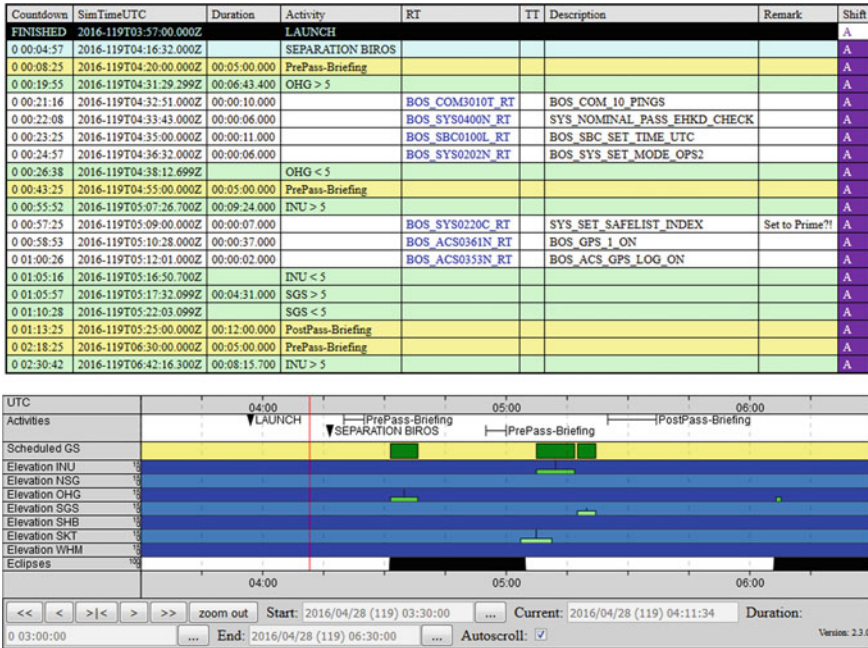 Countdown SimTimeUTC Duration Activity RT TT Description Remark Shift
FINISHED 2016-119T03:57:00.000Z LAUNCH A
0 00:04:57 2016-119T04:16:32.000Z SEPARATION BIROS A
0 00:08:25 2016-119T04:20:00.000Z 00:05:00.000 PrePass-Briefing A
0 00:19:55 2016-119T04:31:29.299Z 00:06:43.400 OHG > 5 A
0 00:21:16 2016-119T04:32:51.000Z 00:00:10.000 BOS_COM3010T_RT BOS_COM_10_PINGS A
0 00:22:08 2016-119T04:33:43.000Z 00:00:06.000 BOS_SYS0400N_RT SYS_NOMINAL_PASS_EHKD_CHECK A
0 00:23:25 2016-119T04:35:00.000Z 00:00:11.000 BOS_SBC0100L_RT BOS_SBC_SET_TIME_UTC A
0 00:24:57 2016-119T04:36:32.000Z 00:00:06.000 BOS_SYS0202N_RT BOS_SYS_SET_MODE_OPS2 A
0 00:26:38 2016-119T04:38:12.699Z OHG < 5 A
0 00:43:25 2016-119T04:55:00.000Z 00:05:00.000 PrePass-Briefing A
0 00:55:52 2016-119T05:07:26.700Z 00:09:24.000 INU > 5 A
0 00:57:25 2016-119T05:09:00.000Z 00:00:07.000 BOS_SYS0220C_RT SYS_SET_SAFELIST_INDEX Set to Prime?! A
0 00:58:53 2016-119T05:10:28.000Z 00:00:37.000 BOS_ACS0361N_RT BOS_GPS_1_ON A
0 01:00:26 2016-119T05:12:01.000Z 00:00:02.000 BOS_ACS0353N_RT BOS_ACS_GPS_LOG_ON A
0 01:05:16 2016-119T05:16:50.700Z INU < 5 A
0 01:05:57 2016-119T05:17:32.099Z 00:04:31.000 SGS > 5 A
0 01:10:28 2016-119T05:22:03.099Z SGS < 5 A
0 01:13:25 2016-119T05:25:00.000Z 00:12:00.000 PostPass-Briefing A
0 02:18:25 2016-119T06:30:00.000Z 00:05:00.000 PrePass-Briefing A
0 02:30:42 2016-119T06:42:16.300Z 00:08:15.700 INU > 5 A
UTC 04:00 05:00 06:00
Activities LAUNCH PrePass-Briefing PostPass-Briefing
SEPARATION BIROS PrePass-Briefing
Scheduled GS
Elevation INU
Elevation NSG
Elevation OHG
Elevation SGS
Elevation SHB
Elevation SKT
Elevation WHM
Eclipses 100
04:00 05:00 06:00
<< < >|< > >> zoom out Start: 2016/04/28 (119) 03:30:00 ... Current: 2016/04/28 (119) 04:11:34 Duration:
0 03:00:00 ... End: 2016/04/28 (119) 06:30:00 ... Autoscroll: Version: 2.3.0